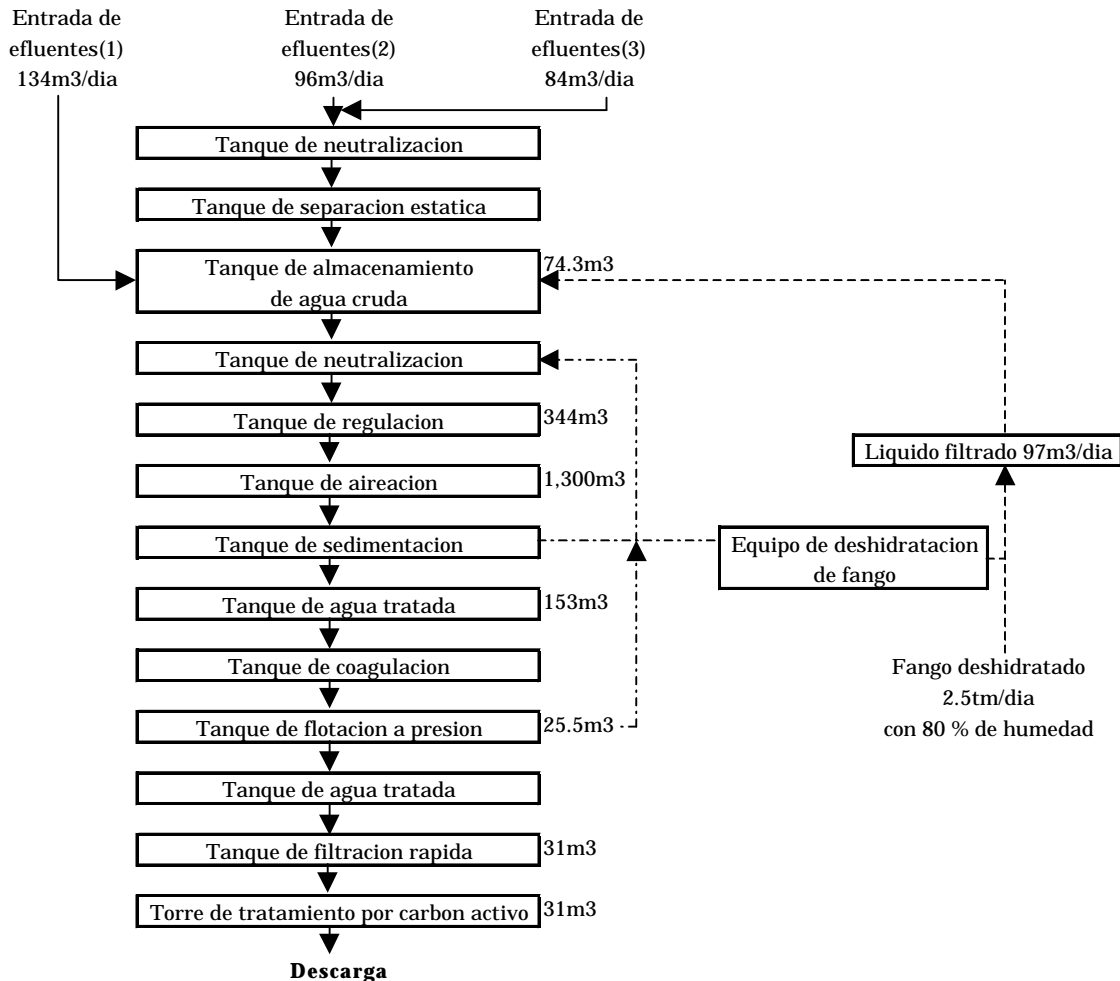 Entrada de
efluentes(1)
134m3/dia
Entrada de
efluentes(2)
96m3/dia
Entrada de
efluentes(3)
84m3/dia
Tanque de neutralizacion
Tanque de separacion estatica
Tanque de almacenamiento
de agua cruda
74.3m3
Tanque de neutralizacion
Tanque de regulacion
344m3
Liquido filtrado 97m3/dia
Tanque de aireacion
1,300m3
Tanque de sedimentacion
Equipo de deshidratacion
de fango
Tanque de agua tratada
153m3
Tanque de coagulacion
Fango deshidratado
2.5tm/dia
con 80 % de humedad
Tanque de flotacion a presion
25.5m3
Tanque de agua tratada
Tanque de filtracion rapida
31m3
Torre de tratamiento por carbon activo
31m3
Descarga